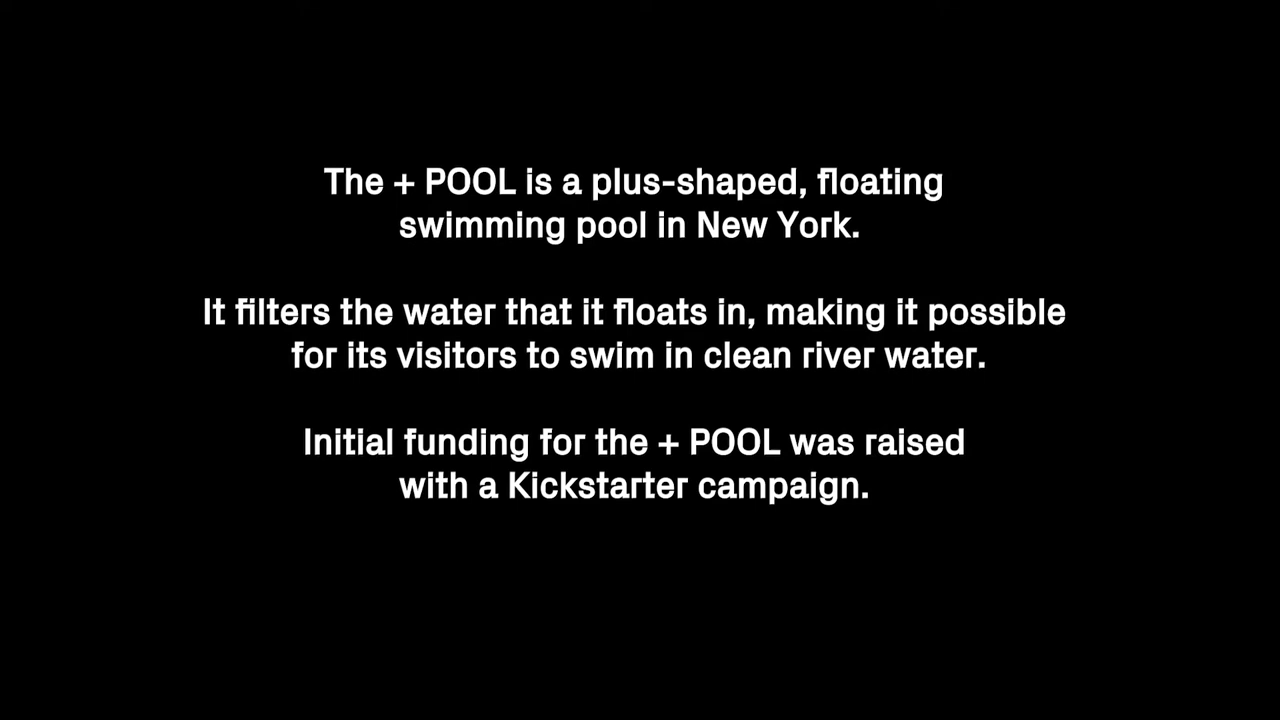 The + POOL is a plus-shaped, floating
swimming pool in New York.
It filters the water that it floats in, making it possible
for its visitors to swim in clean river water.
Initial funding for the + POOL was raised
with a Kickstarter campaign.